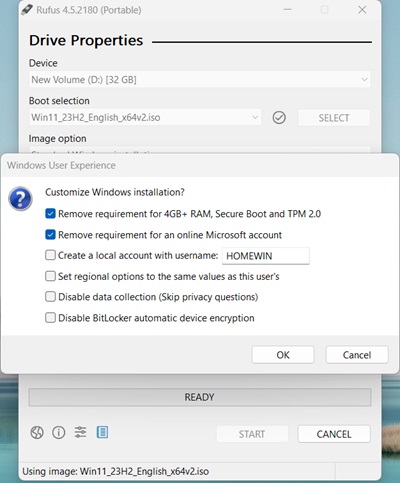 Rufus 4.5.2180 (Portable)
Drive Properties
Device
New Volume (D:) [32 GB]
Boot selection
Win11_23H2_English_x64v2.iso
SELECT
Image option
Standard Windows installation
Windows User Experience
Customize Windows installation?
Remove requirement for 4GB+ RAM, Secure Boot and TPM 2.0
Remove requirement for an online Microsoft account
Create a local account with username: HOMEWIN
Set regional options to the same values as this user's
Disable data collection (Skip privacy questions)
Disable BitLocker automatic device encryption
OK Cancel
READY
START CANCEL
Using image: Win11_23H2_English_x64v2.iso